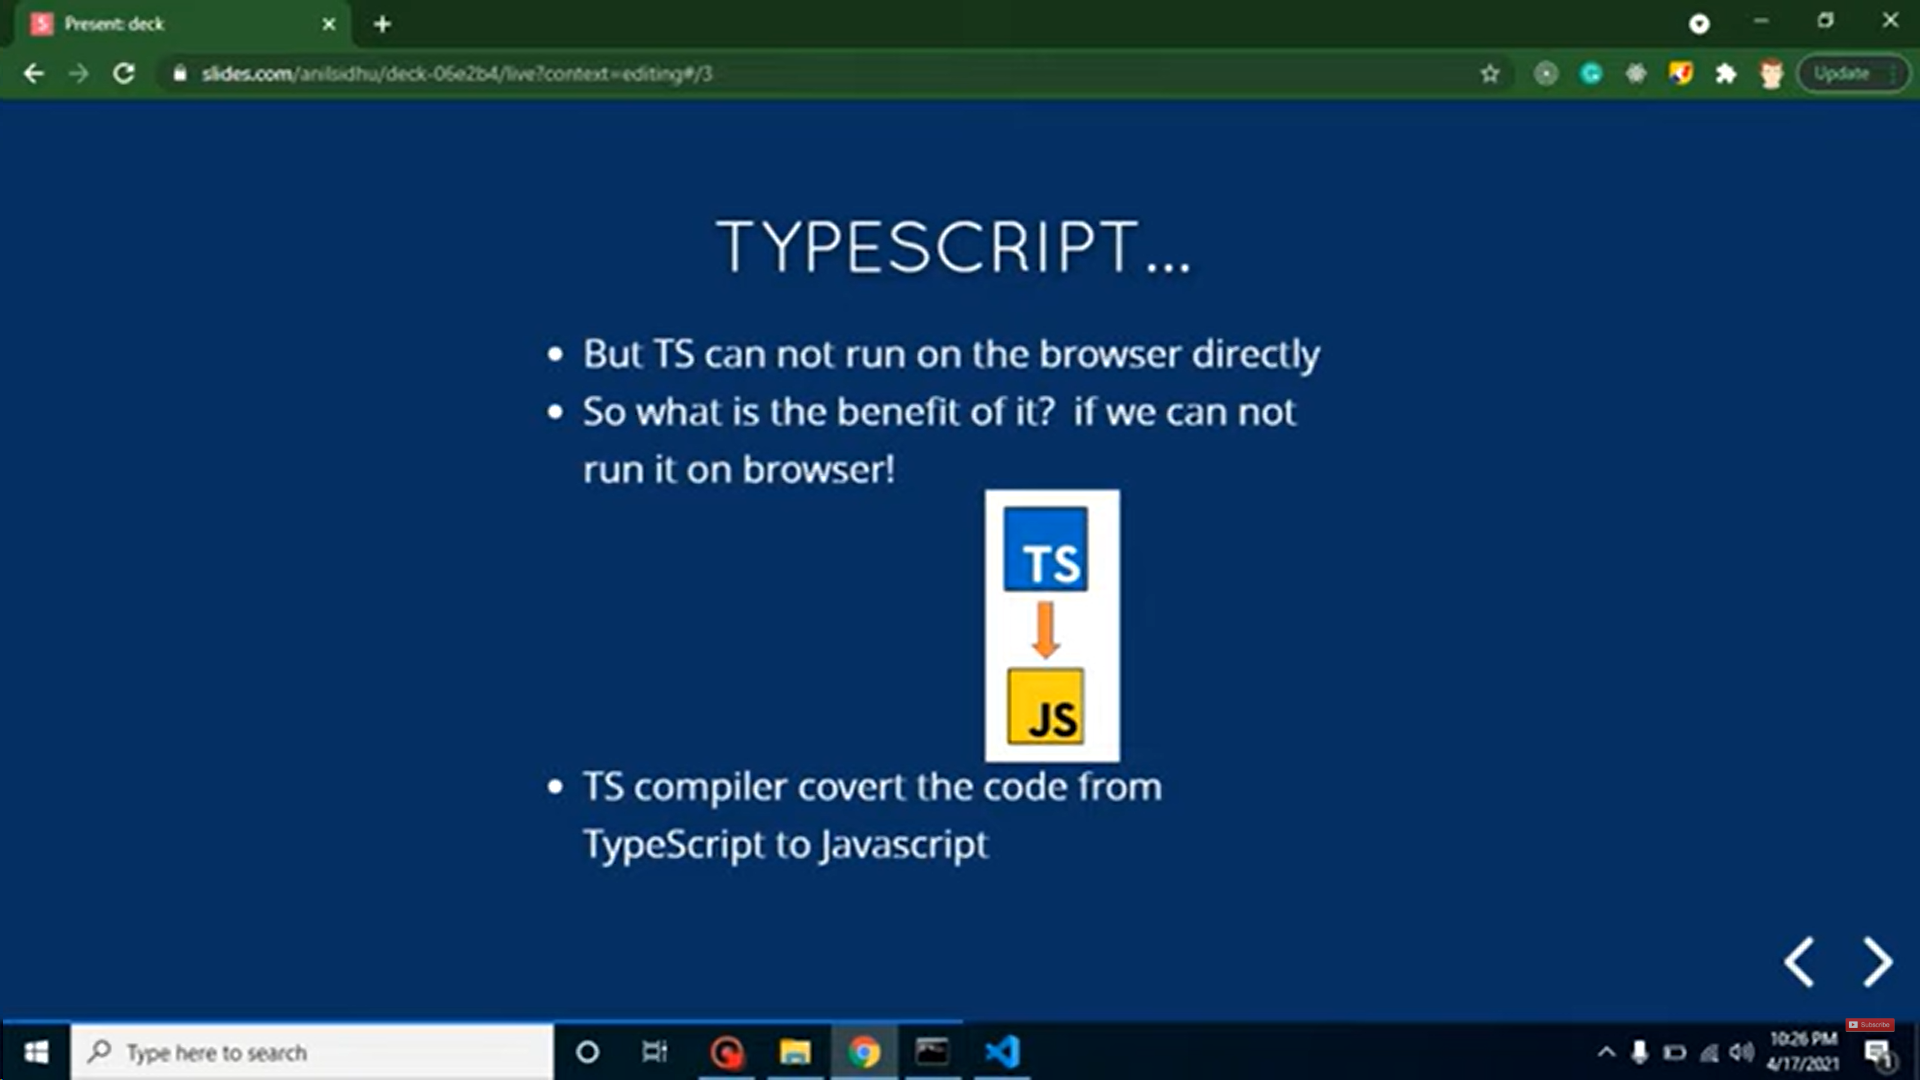 Present: deck
slides.com/anilsidhu/deck-06e2b4/live?context=editing#/3
Update
TYPESCRIPT...
But TS can not run on the browser directly
So what is the benefit of it?  if we can not
run it on browser!
TS
JS
TS compiler covert the code from
TypeScript to Javascript
Subscribe
Type here to search
10:26 PM
4/17/2021